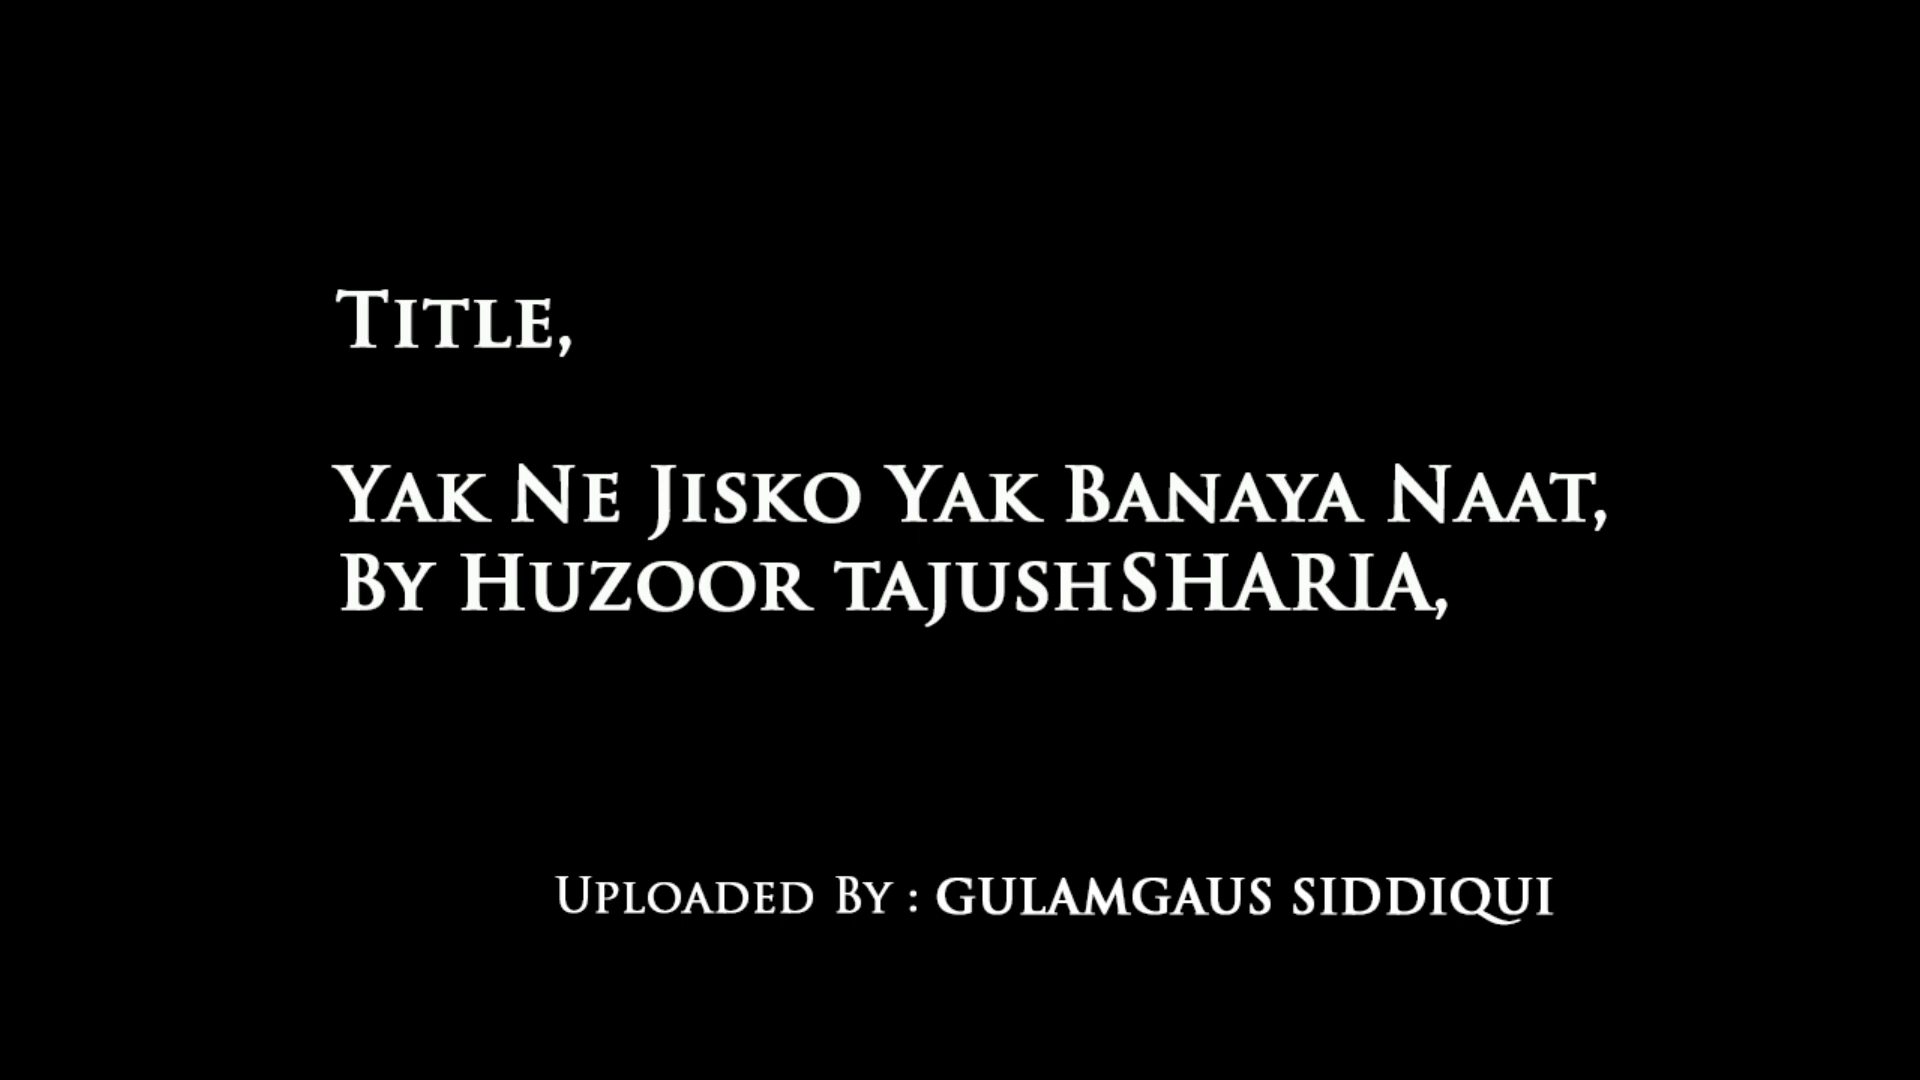 Title,
Yak Ne Jisko Yak Banaya Naat,
By Huzoor tajushSHARIA,
Uploaded By : GULAMGAUS SIDDIQUI